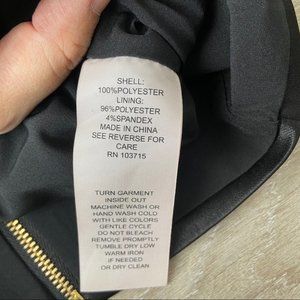 SHELL:
100%POLYESTER
LINING:
96%POLYESTER
4%SPANDEX
MADE IN CHINA
SEE REVERSE FOR
CARE
RN 103715
TURN GARMENT
INSIDE OUT
MACHINE WASH OR
HAND WASH COLD
WITH LIKE COLORS
GENTLE CYCLE
DO NOT BLEACH
REMOVE PROMPTLY
TUMBLE DRY LOW
WARM IRON
IF NEEDED
OR DRY CLEAN